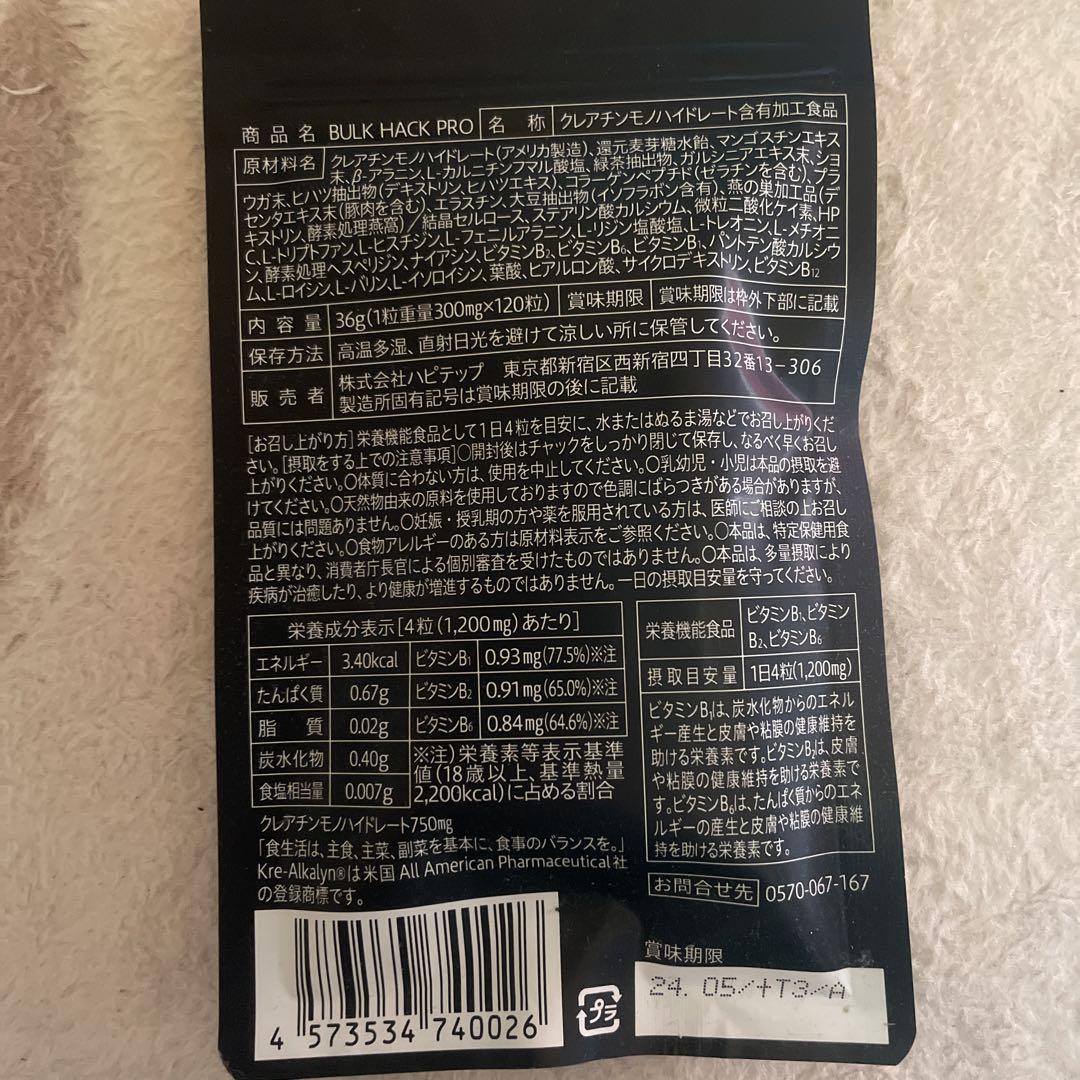 商品名 BULK HACK PRO 名称 クレアチンモノハイドレート含有加工食品
原材料名 クレアチンモノハイドレート(アメリカ製造)、還元麦芽糖水飴、マンゴスチンエキス
末、β-アラニン、L-カルニチンフマル酸塩、緑茶抽出物、ガルシニアエキス末、ショ
ウガ末、ヒハツ抽出物(デキストリン、ヒハツエキス)、コラーゲンペプチド(ゼラチンを含む)、プラ
センタエキス末(豚肉を含む)、エラスチン、大豆抽出物(イソフラボン含有)、燕の巣加工品(デ
キストリン、酵素処理燕窩)/結晶セルロース、ステアリン酸カルシウム、微粒二酸化ケイ素、HP
C、L-トリプトファン、L-ヒスチジン、L-フェニルアラニン、L-リジン塩酸塩、L-トレオニン、L-メチオニ
ン、酵素処理ヘスペリジン、ナイアシン、ビタミンB2、ビタミンB6、ビタミンB1、パントテン酸カルシウ
ム、L-ロイシン、L-バリン、L-イソロイシン、葉酸、ヒアルロン酸、サイクロデキストリン、ビタミンB12
内容量 36g(1粒重量300mg×120粒) 賞味期限 賞味期限は枠外下部に記載
保存方法 高温多湿、直射日光を避けて涼しい所に保管してください。
販売者 株式会社ハピテップ 東京都新宿区西新宿四丁目32番13-306
製造所固有記号は賞味期限の後に記載
[お召し上がり方]栄養機能食品として1日4粒を目安に、水またはぬるま湯などでお召し上がりくだ
さい。[摂取をする上での注意事項]〇開封後はチャックをしっかり閉じて保存し、なるべく早くお召し
上がりください。〇体質に合わない方は、使用を中止してください。〇乳幼児・小児は本品の摂取を避
けてください。〇天然物由来の原料を使用しておりますので色調にばらつきがある場合がありますが、
品質には問題ありません。〇妊娠・授乳期の方や薬を服用されている方は、医師にご相談の上お召し
上がりください。〇食物アレルギーのある方は原材料表示をご参照ください。〇本品は、特定保健用食
品と異なり、消費者庁長官による個別審査を受けたものではありません。〇本品は、多量摂取により
疾病が治癒したり、より健康が増進するものではありません。一日の摂取目安量を守ってください。
栄養成分表示[4粒(1,200mg)あたり]
エネルギー 3.40kcal ビタミンB1 0.93mg(77.5%)※注
たんぱく質 0.67g ビタミンB2 0.91mg(65.0%)※注
脂質 0.02g ビタミンB6 0.84mg(64.6%)※注
炭水化物 0.40g
食塩相当量 0.007g
※注)栄養素等表示基準
値(18歳以上、基準熱量
2,200kcal)に占める割合
クレアチンモノハイドレート750mg
「食生活は、主食、主菜、副菜を基本に、食事のバランスを。」
Kre-Alkalyn®は米国 All American Pharmaceutical社
の登録商標です。
栄養機能食品 ビタミンB1、ビタミン
B2、ビタミンB6
摂取目安量 1日4粒(1,200mg)
ビタミンB1は、炭水化物からのエネル
ギー産生と皮膚や粘膜の健康維持を
助ける栄養素です。ビタミンB2は、皮膚
や粘膜の健康維持を助ける栄養素で
す。ビタミンB6は、たんぱく質からのエネ
ルギーの産生と皮膚や粘膜の健康維
持を助ける栄養素です。
お問合せ先 0570-067-167
4 573534 740026
プラ
賞味期限
24. 05/+T3/A